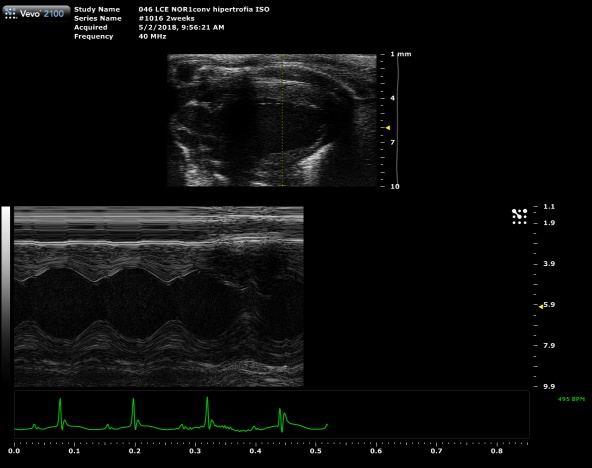 Vevo 2100
Study Name 046 LCE NOR1conv hipertrofia ISO
Series Name #1016 2weeks
Acquired 5/2/2018, 9:56:21 AM
Frequency 40 MHz
1 mm
4
7
10
1.1
1.9
3.9
5.9
7.9
9.9
495 BPM
0.0 0.1 0.2 0.3 0.4 0.5 0.6 0.7 0.8